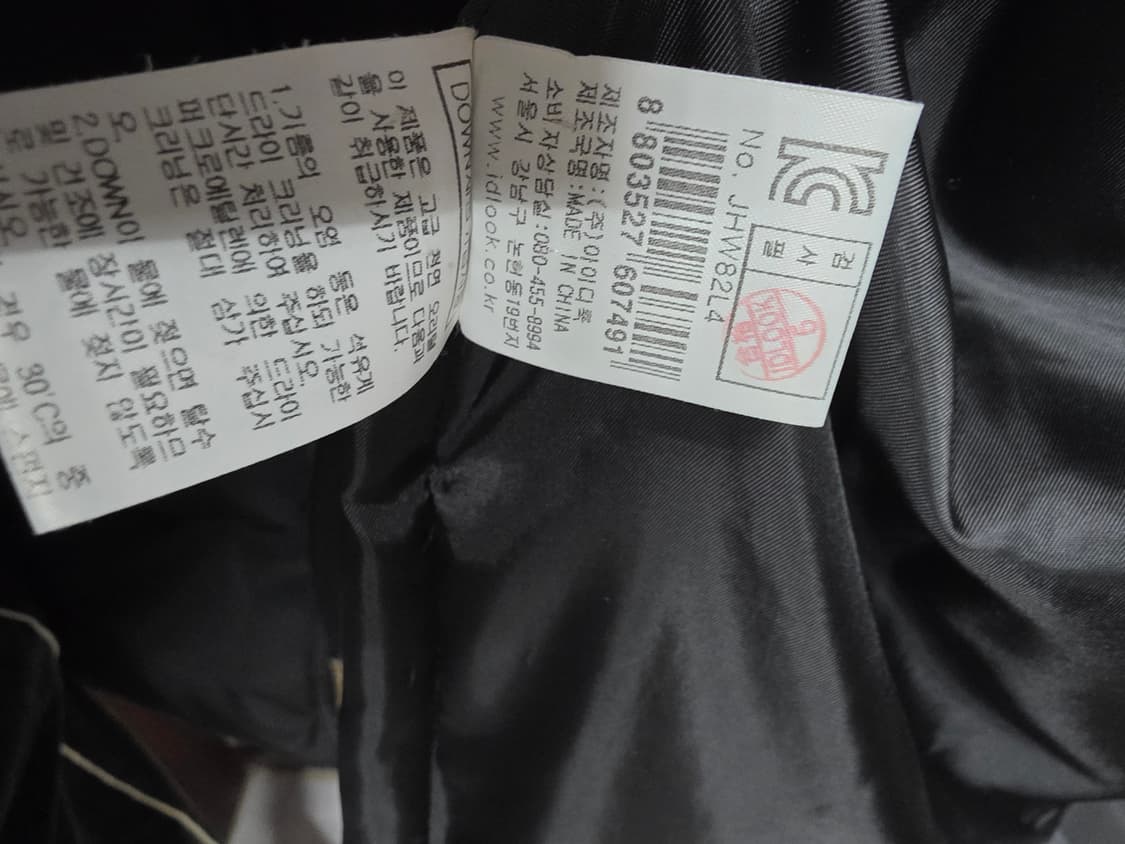 DOWN
이 제품은 고급 천연 오리털
을 사용한 제품이므로 다음과
같이 취급하시기 바랍니다.
1.기름의 오염 등은 석유계
드라이 크리닝을 하되 가능한
단시간 처리하여 주십시오.
퍼크로에틸렌에 의한 드라이
크리닝은 절대 삼가 주십시
오.
2.DOWN이 물에 젖으면 탈수
및 건조에 장시간이 필요하므
로 가능한 물에 젖지 않도록
30℃의 중
KC
검사필
No. JHW82L4
8 803527 607491
제조자명:(주)아이디룩
제조국명:MADE IN CHINA
소비자상담실:080-455-8994
서울시 강남구 논현동19번지
www.idlook.co.kr